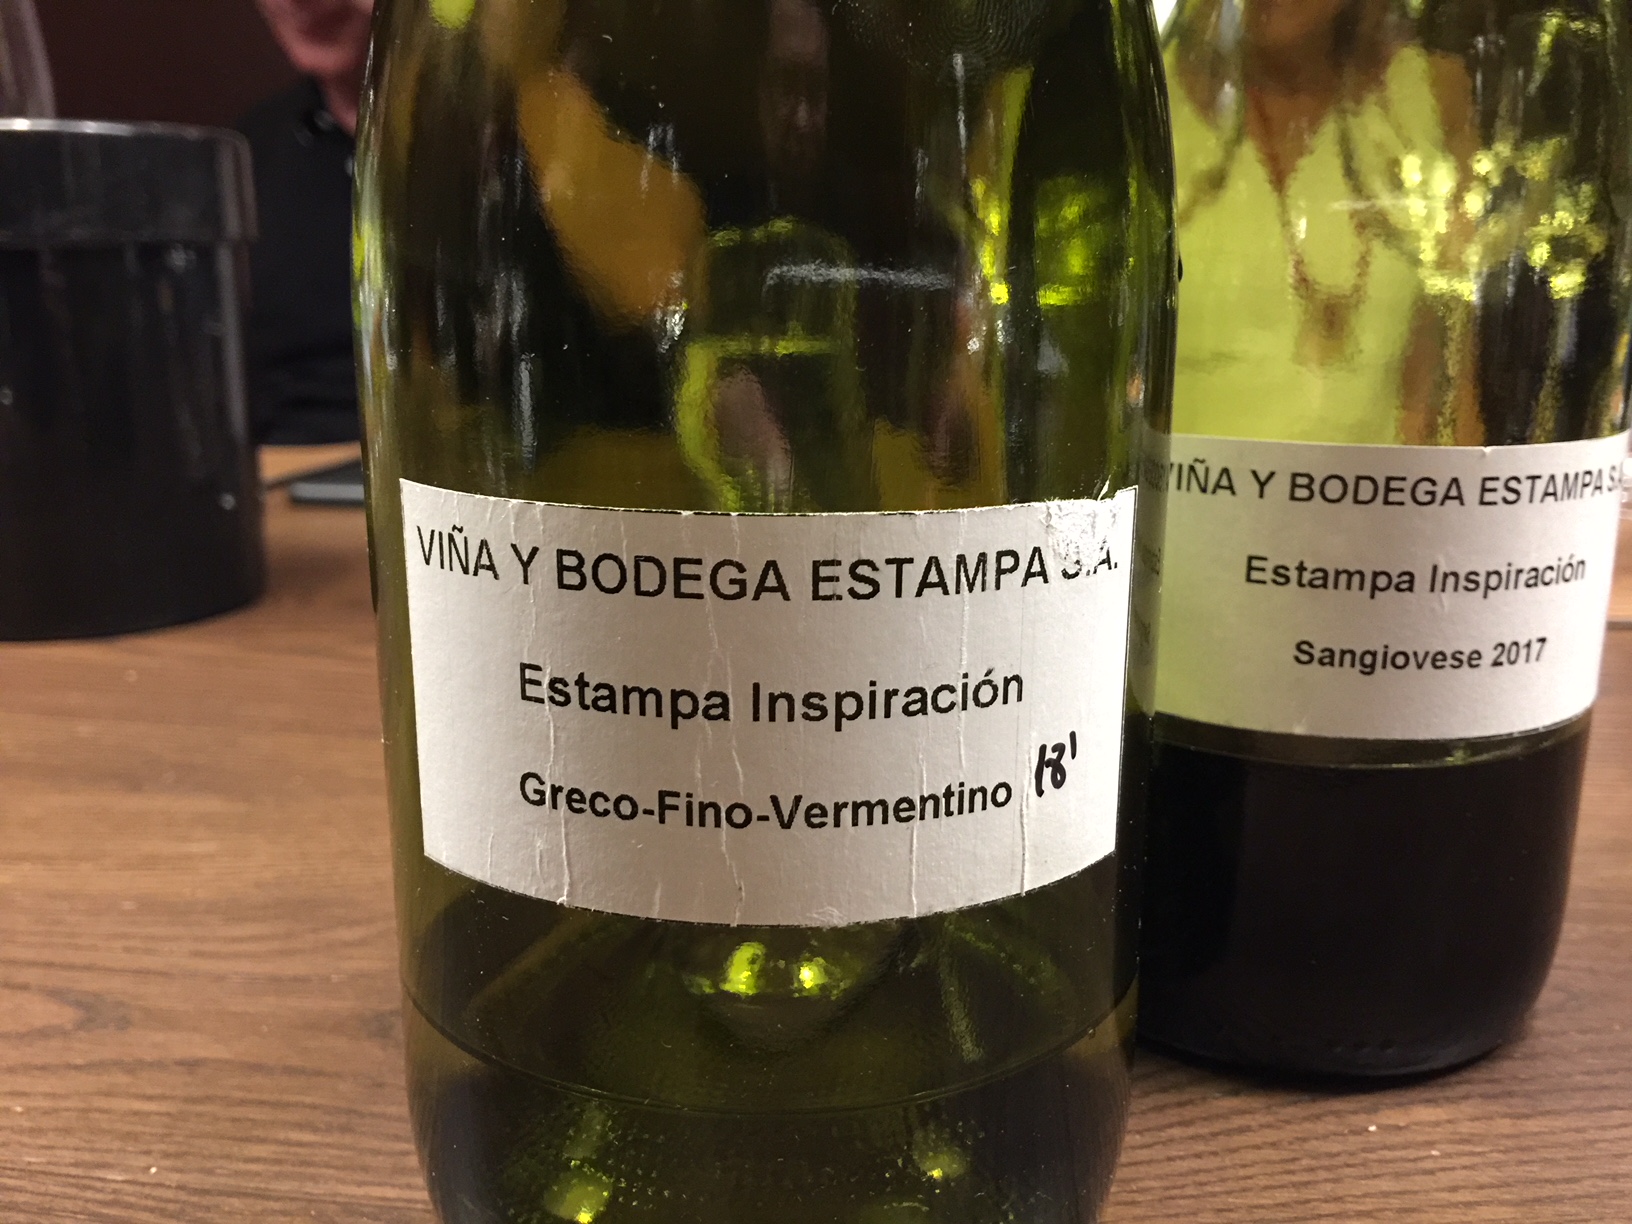 VIÑA Y BODEGA ESTAMPA S.A.
Estampa Inspiración
Greco-Fino-Vermentino 18'
VIÑA Y BODEGA ESTAMPA S.A.
Estampa Inspiración
Sangiovese 2017